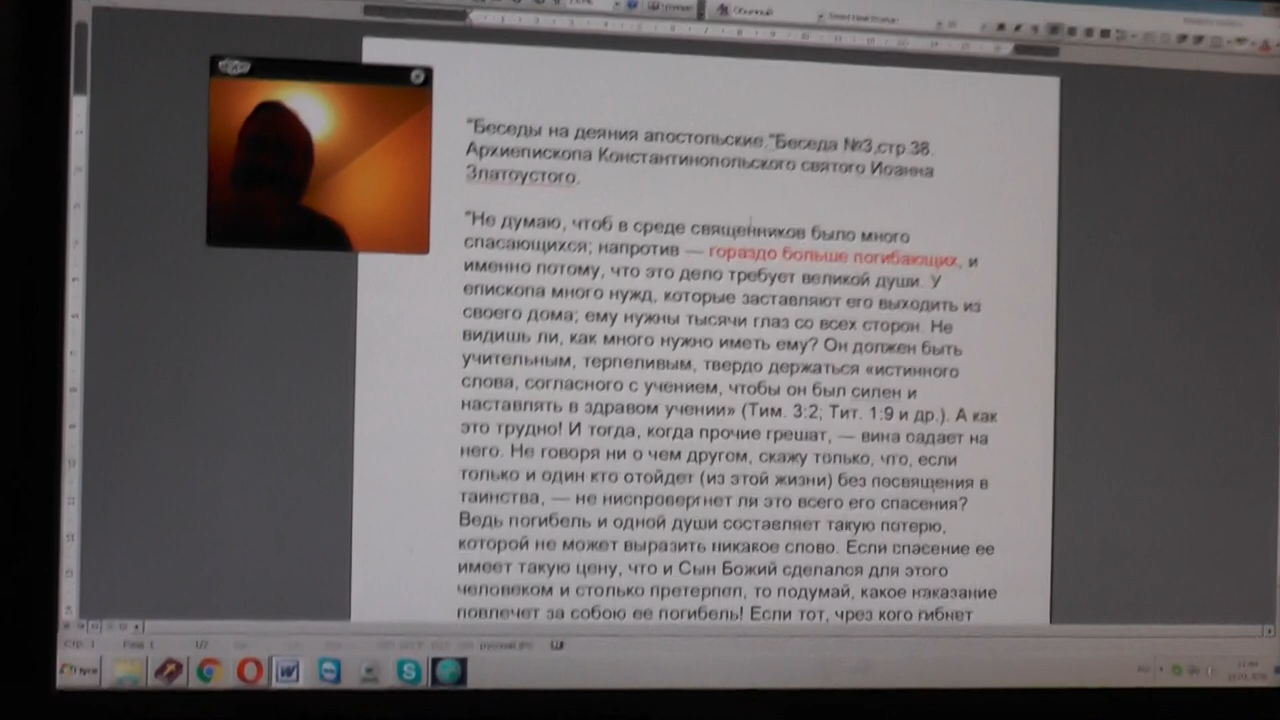 "Беседы на деяния апостольские."Беседа №3,стр.38.
Архиепископа Константинопольского святого Иоанна
Златоустого.
"Не думаю, чтоб в среде священников было много
спасающихся; напротив — гораздо больше погибающих, и
именно потому, что это дело требует великой души. У
епископа много нужд, которые заставляют его выходить из
своего дома; ему нужны тысячи глаз со всех сторон. Не
видишь ли, как много нужно иметь ему? Он должен быть
учительным, терпеливым, твердо держаться «истинного
слова, согласного с учением, чтобы он был силен и
наставлять в здравом учении» (Тим. 3:2; Тит. 1:9 и др.). А как
это трудно! И тогда, когда прочие грешат, — вина падает на
него. Не говоря ни о чем другом, скажу только, что, если
только и один кто отойдет (из этой жизни) без посвящения в
таинства, — не ниспровергнет ли это всего его спасения?
Ведь погибель и одной души составляет такую потерю,
которой не может выразить никакое слово. Если спасение ее
имеет такую цену, что и Сын Божий сделался для этого
человеком и столько претерпел, то подумай, какое наказание
повлечет за собою ее погибель! Если тот, чрез кого гибнет